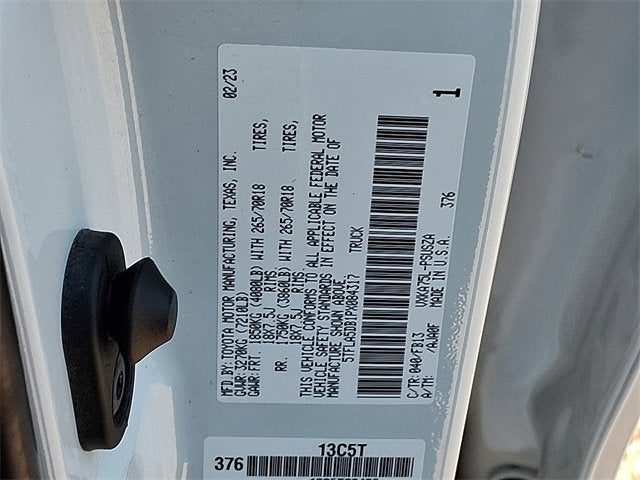 MFD.BY:TOYOTA MOTOR MANUFACTURING, TEXAS, INC. 02/23
GVWR:3270KG (7210LB)
GAWR:FRT. 1850KG (4080LB) WITH 265/70R18 TIRES,
18X7.5J RIMS
RR. 1750KG (3860LB) WITH 265/70R18 TIRES,
18X7.5J RIMS.
THIS VEHICLE CONFORMS TO ALL APPLICABLE FEDERAL MOTOR
VEHICLE SAFETY STANDARDS IN EFFECT ON THE DATE OF
MANUFACTURE SHOWN ABOVE.
5TFLA5DB1PX084317 TRUCK
C/TR:040/FB13 VXKA75L-PSUSZA 376
A/TM: /AJA0F MADE IN U.S.A. 1
13C5T
376